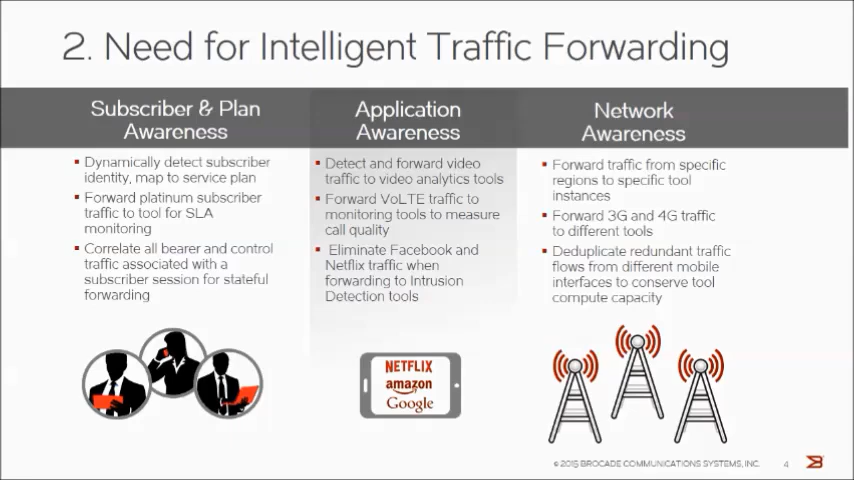 2. Need for Intelligent Traffic Forwarding
Subscriber & Plan
Awareness
Dynamically detect subscriber
identity, map to service plan
Forward platinum subscriber
traffic to tool for SLA
monitoring
Correlate all bearer and control
traffic associated with a
subscriber session for stateful
forwarding
Application
Awareness
Detect and forward video
traffic to video analytics tools
Forward VoLTE traffic to
monitoring tools to measure
call quality
Eliminate Facebook and
Netflix traffic when
forwarding to Intrusion
Detection tools
NETFLIX
amazon
Google
Network
Awareness
Forward traffic from specific
regions to specific tool
instances
Forward 3G and 4G traffic
to different tools
Deduplicate redundant traffic
flows from different mobile
interfaces to conserve tool
compute capacity
© 2015 BROCADE COMMUNICATIONS SYSTEMS, INC.
4